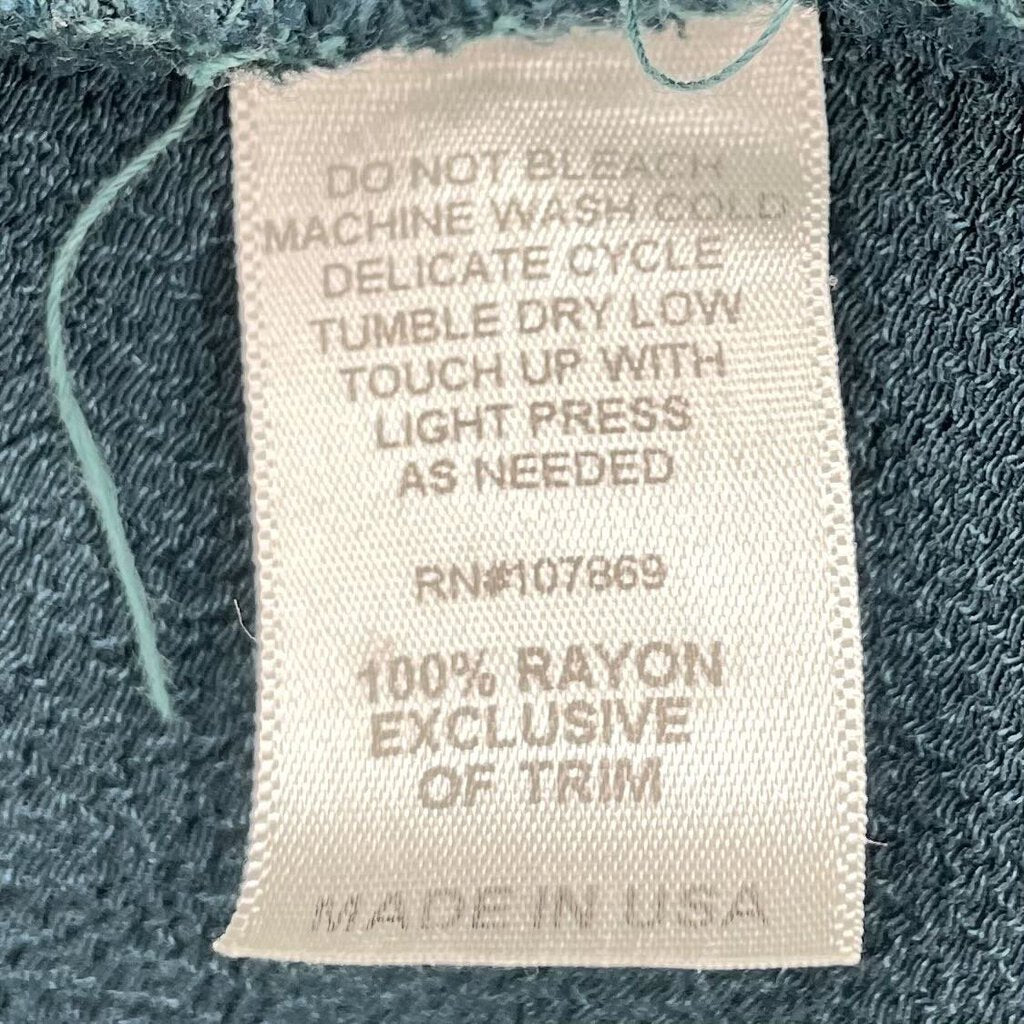 DO NOT BLEACH
MACHINE WASH COLD
DELICATE CYCLE
TUMBLE DRY LOW
TOUCH UP WITH
LIGHT PRESS
AS NEEDED
RN#107869
100% RAYON
EXCLUSIVE
OF TRIM
MADE IN USA